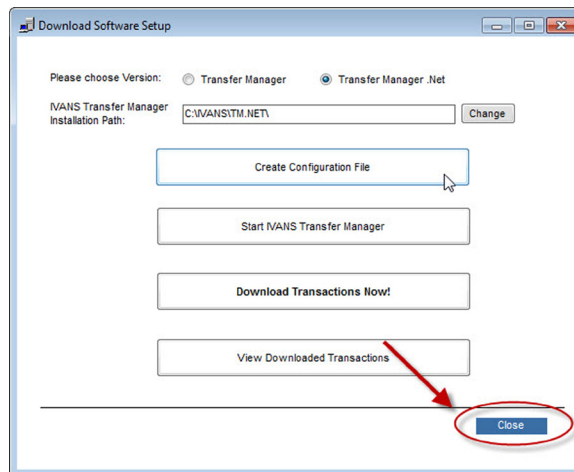 Download Software Setup
Please choose Version: Transfer Manager Transfer Manager .Net
IVANS Transfer Manager
Installation Path: C:\IVANS\TM.NET\ Change
Create Configuration File
Start IVANS Transfer Manager
Download Transactions Now!
View Downloaded Transactions
Close